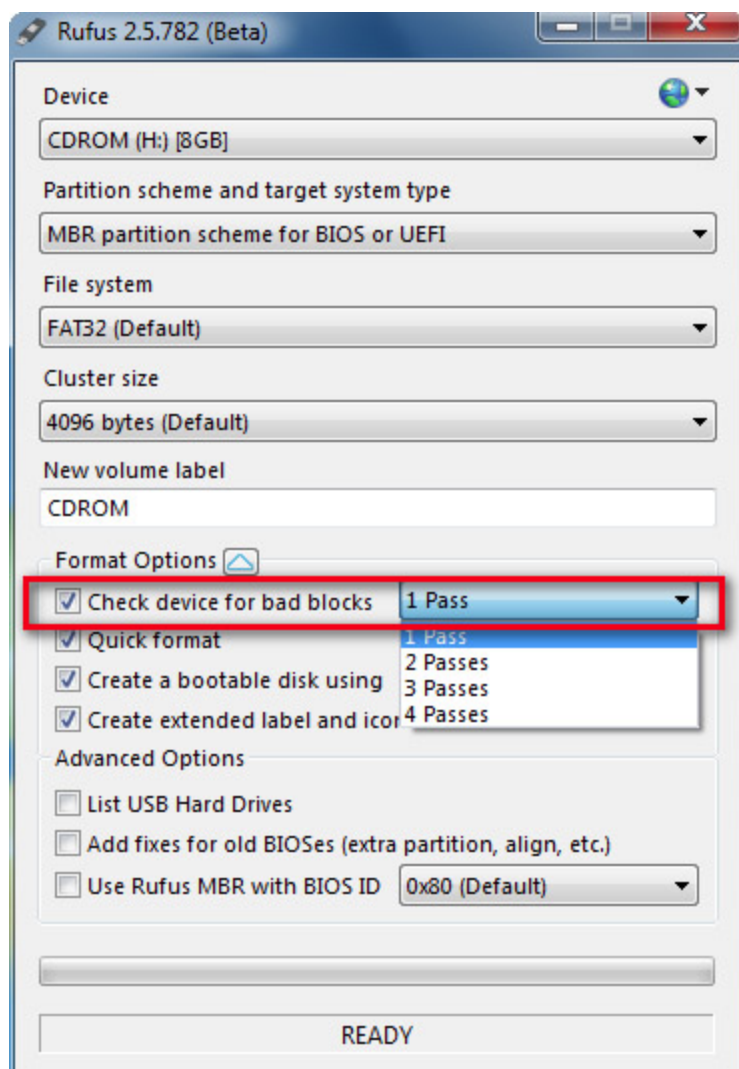 Rufus 2.5.782 (Beta)
Device
CDROM (H:) [8GB]
Partition scheme and target system type
MBR partition scheme for BIOS or UEFI
File system
FAT32 (Default)
Cluster size
4096 bytes (Default)
New volume label
CDROM
Format Options
Check device for bad blocks 1 Pass
Quick format 1 Pass
2 Passes
Create a bootable disk using 3 Passes
Create extended label and icon 4 Passes
Advanced Options
List USB Hard Drives
Add fixes for old BIOSes (extra partition, align, etc.)
Use Rufus MBR with BIOS ID 0x80 (Default)
READY